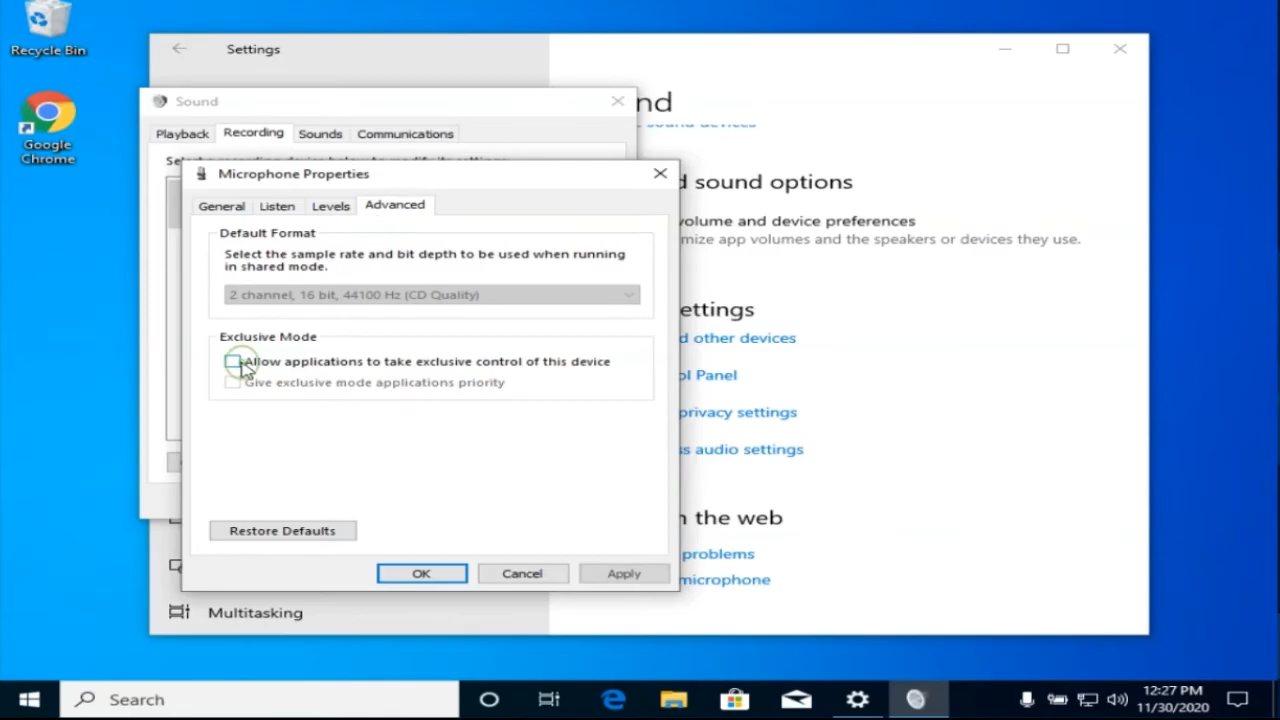 Recycle Bin
Google
Chrome
Settings
Sound
Playback
Recording
Sounds
Communications
Microphone Properties
General
Listen
Levels
Advanced
Default Format
Select the sample rate and bit depth to be used when running
in shared mode.
2 channel, 16 bit, 44100 Hz (CD Quality)
Exclusive Mode
Allow applications to take exclusive control of this device
Give exclusive mode applications priority
Restore Defaults
OK
Cancel
Apply
Multitasking
nd
sound devices
d sound options
volume and device preferences
mize app volumes and the speakers or devices they use.
ettings
d other devices
ol Panel
privacy settings
ss audio settings
n the web
problems
microphone
Search
12:27 PM
11/30/2020